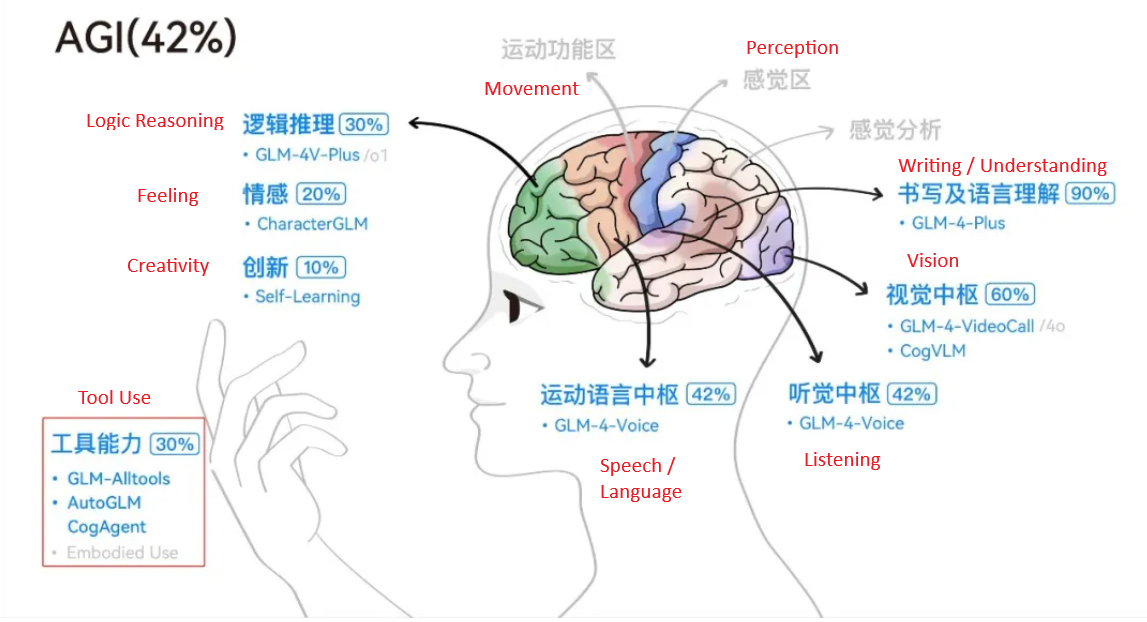 AGI(42%)
运动功能区
Movement
Perception
感觉区
感觉分析
Logic Reasoning
逻辑推理 30%
• GLM-4V-Plus /o1
Feeling
情感 20%
• CharacterGLM
Creativity
创新 10%
• Self-Learning
Writing / Understanding
书写及语言理解 90%
• GLM-4-Plus
Vision
视觉中枢 60%
• GLM-4-VideoCall /4o
• CogVLM
Tool Use
工具能力 30%
• GLM-Alltools
• AutoGLM
CogAgent
• Embodied Use
运动语言中枢 42%
• GLM-4-Voice
Speech /
Language
听觉中枢 42%
• GLM-4-Voice
Listening